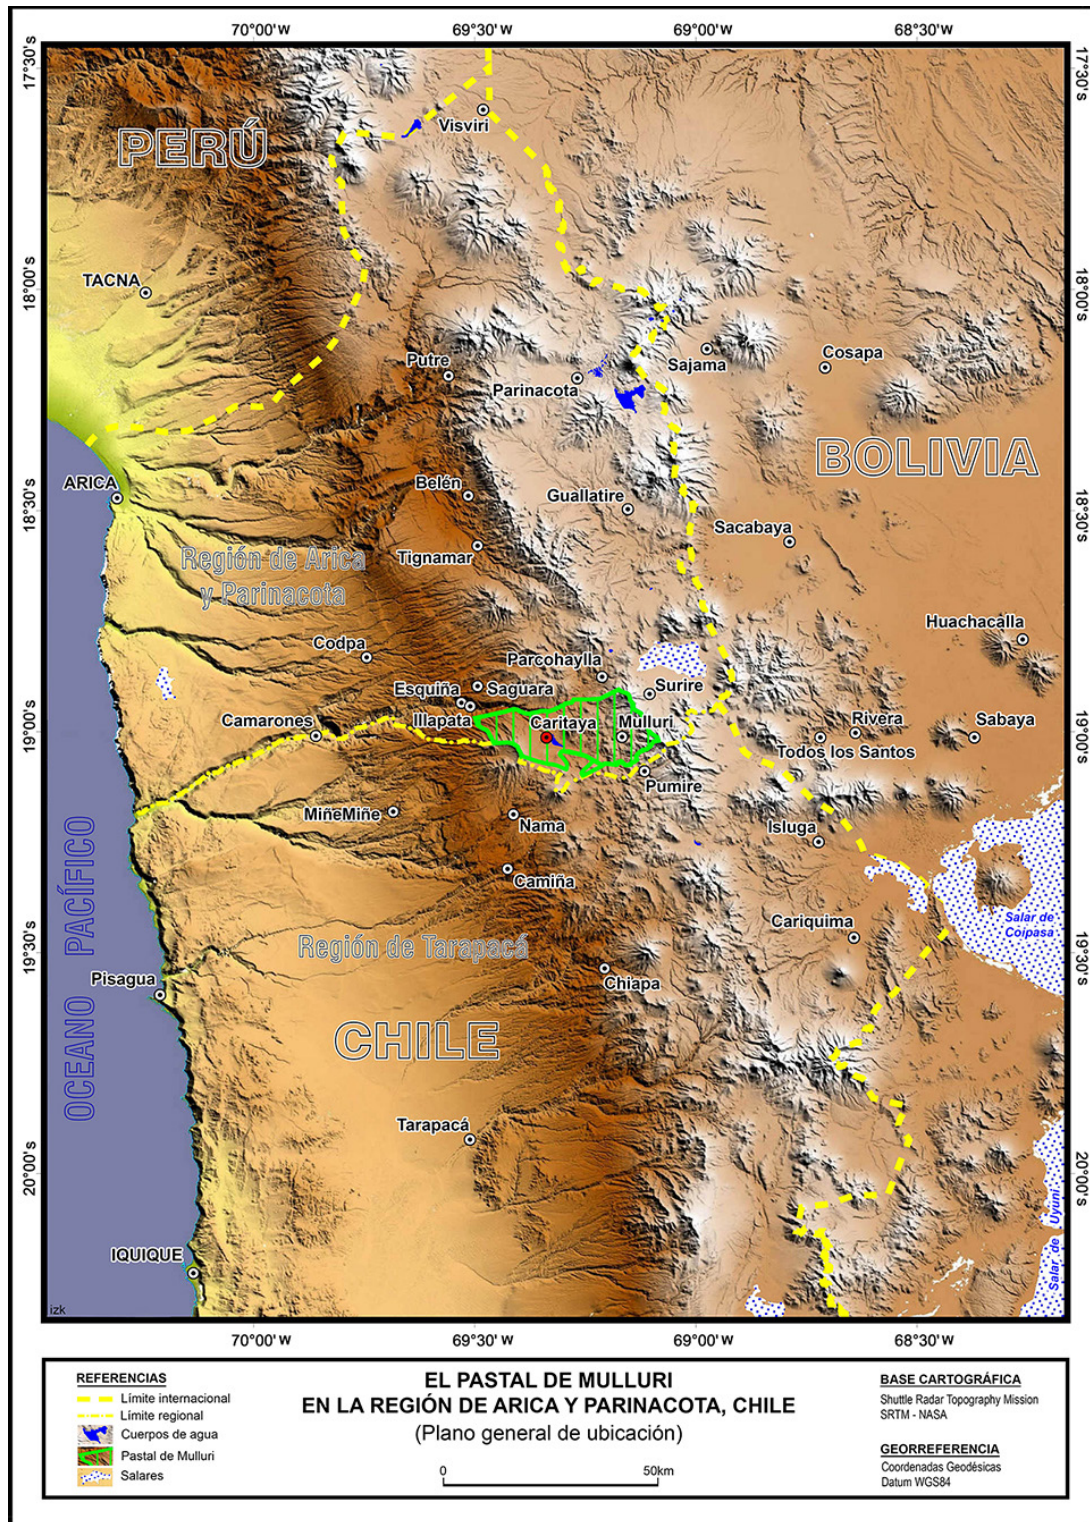 70°00' W
69°30' W
69°00' W
68°30' W
17°30'S
17°30'S
Visviri
PERÚ
TACNA
18°00'S
18°00'S
Putre
Parinacota
Sajama
Cosapa
BOLIVIA
ARICA
Belén
Guallatire
18°30'S
18°30'S
Sacabaya
Tignamar
Región de Arica
y Parinacota
Huachacalla
Codpa
Parcohaylla
Esquiña
Saguara
Surire
Camarones
Illapata
Caritaya
Mulluri
Rivera
Sabaya
19°00'S
19°00'S
Todos los Santos
Pumire
MiñeMiñe
Nama
Isluga
Camiña
OCEANO PACÍFICO
Salar de
Coipasa
Cariquima
Región de Tarapacá
19°30'S
19°30'S
Pisagua
Chiapa
CHILE
Tarapacá
20°00'S
20°00'S
Salar de Uyuni
IQUIQUE
izk
70°00' W
69°30' W
69°00' W
68°30' W
REFERENCIAS
Límite internacional
Límite regional
Cuerpos de agua
Pastal de Mulluri
Salares
EL PASTAL DE MULLURI
EN LA REGIÓN DE ARICA Y PARINACOTA, CHILE
(Plano general de ubicación)
0
50km
BASE CARTOGRÁFICA
Shuttle Radar Topography Mission
SRTM - NASA
GEORREFERENCIA
Coordenadas Geodésicas
Datum WGS84